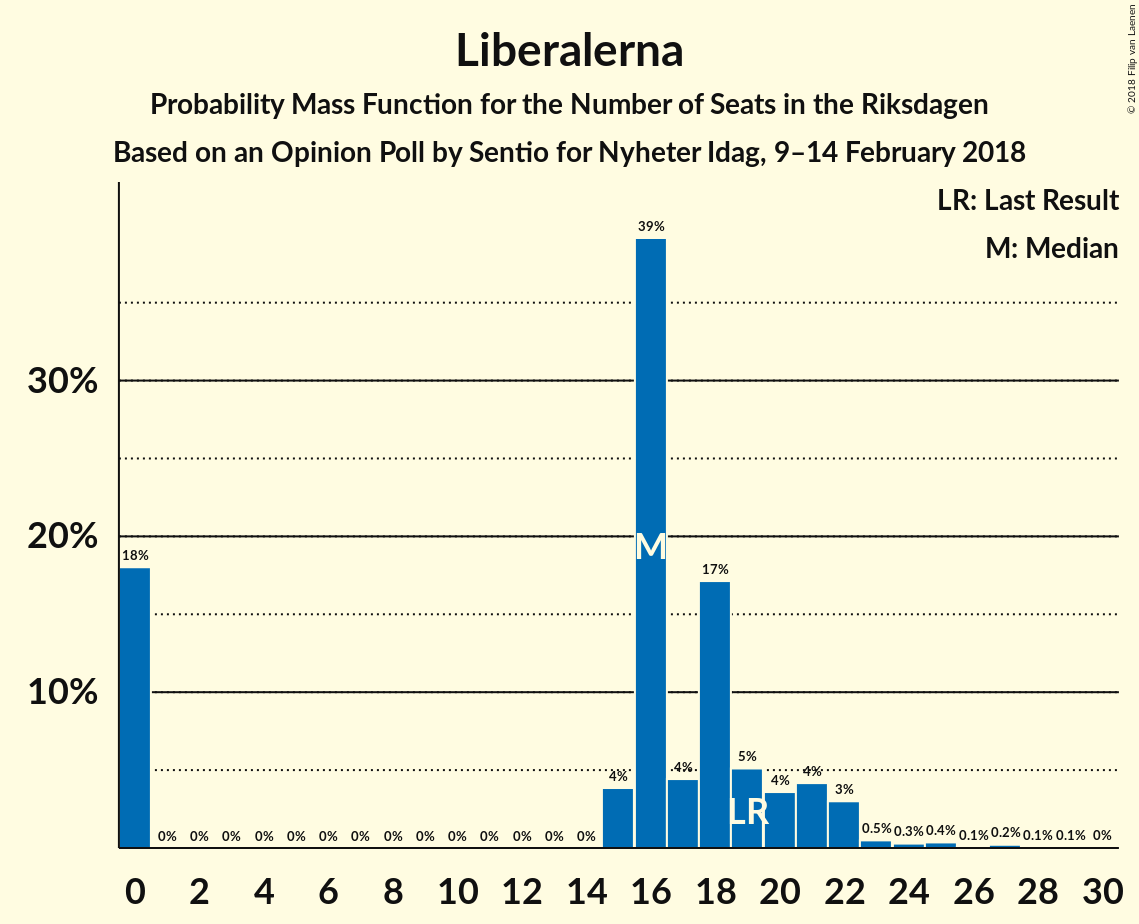 Liberalerna
Probability Mass Function for the Number of Seats in the Riksdagen
Based on an Opinion Poll by Sentio for Nyheter Idag, 9–14 February 2018
© 2018 Filip van Laenen
LR: Last Result
M: Median
30%
20%
10%
18% 0% 0% 0% 0% 0% 0% 0% 0% 0% 0% 0% 0% 0% 0% 4% 39% 4% 17% 5% 4% 4% 3% 0.5% 0.3% 0.4% 0.1% 0.2% 0.1% 0.1% 0%
M
LR
0 2 4 6 8 10 12 14 16 18 20 22 24 26 28 30